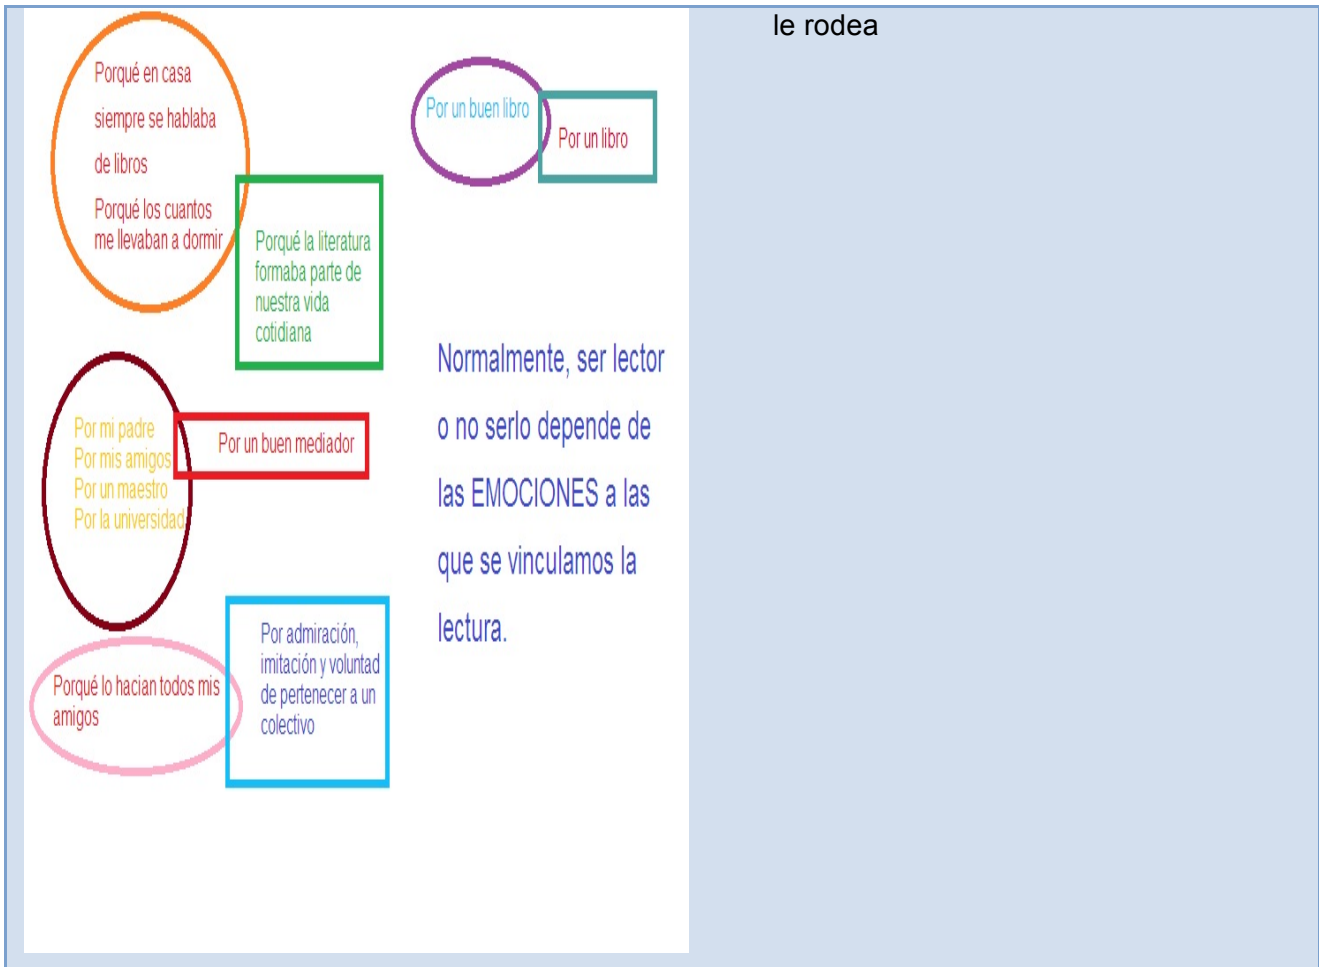 le rodea
Porqué en casa
siempre se hablaba
de libros
Porqué los cuantos
me llevaban a dormir
Porqué la literatura
formaba parte de
nuestra vida
cotidiana
Por un buen libro
Por un libro
Por mi padre
Por mis amigos
Por un maestro
Por la universidad
Por un buen mediador
Porqué lo hacian todos mis
amigos
Por admiración,
imitación y voluntad
de pertenecer a un
colectivo
Normalmente, ser lector
o no serlo depende de
las EMOCIONES a las
que se vinculamos la
lectura.